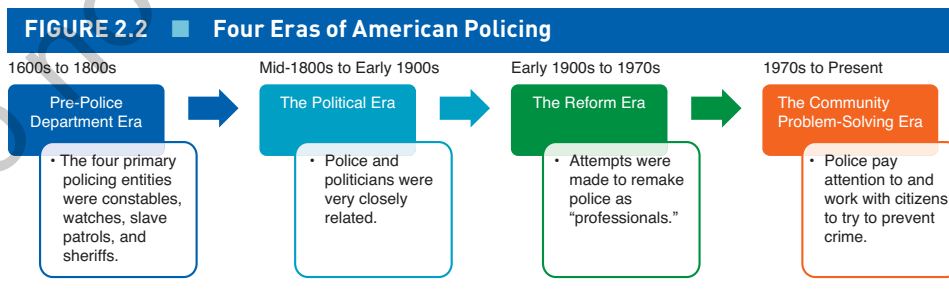 FIGURE 2.2 ■ Four Eras of American Policing
1600s to 1800s
Pre-Police
Department Era
• The four primary
policing entities
were constables,
watches, slave
patrols, and
sheriffs.
Mid-1800s to Early 1900s
The Political Era
• Police and
politicians were
very closely
related.
Early 1900s to 1970s
The Reform Era
• Attempts were
made to remake
police as
“professionals.”
1970s to Present
The Community
Problem-Solving Era
• Police pay
attention to and
work with citizens
to try to prevent
crime.